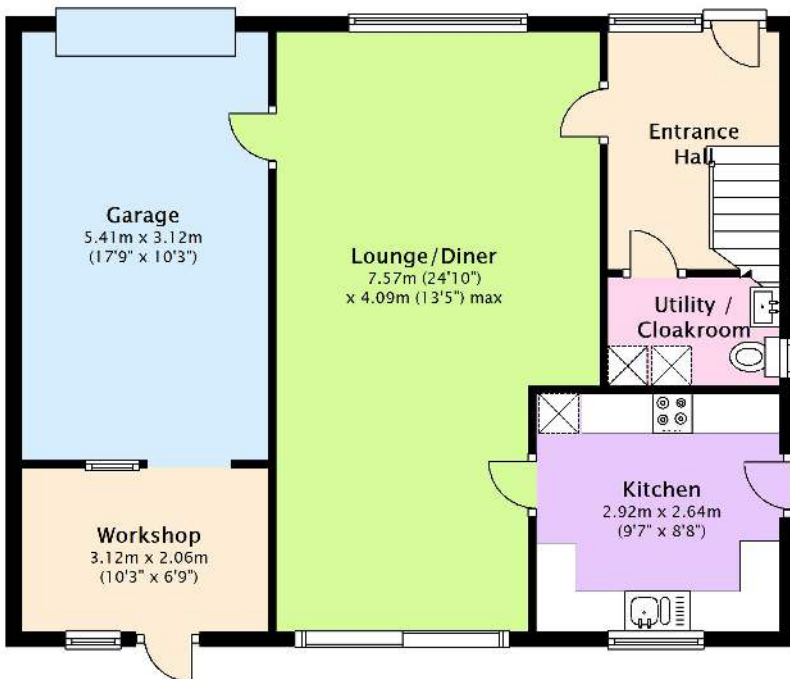 Garage
5.41m x 3.12m
(17'9" x 10'3")
Lounge/Diner
7.57m (24'10")
x 4.09m (13'5") max
Entrance
Hall
Utility /
Cloakroom
Kitchen
2.92m x 2.64m
(9'7" x 8'8")
Workshop
3.12m x 2.06m
(10'3" x 6'9")